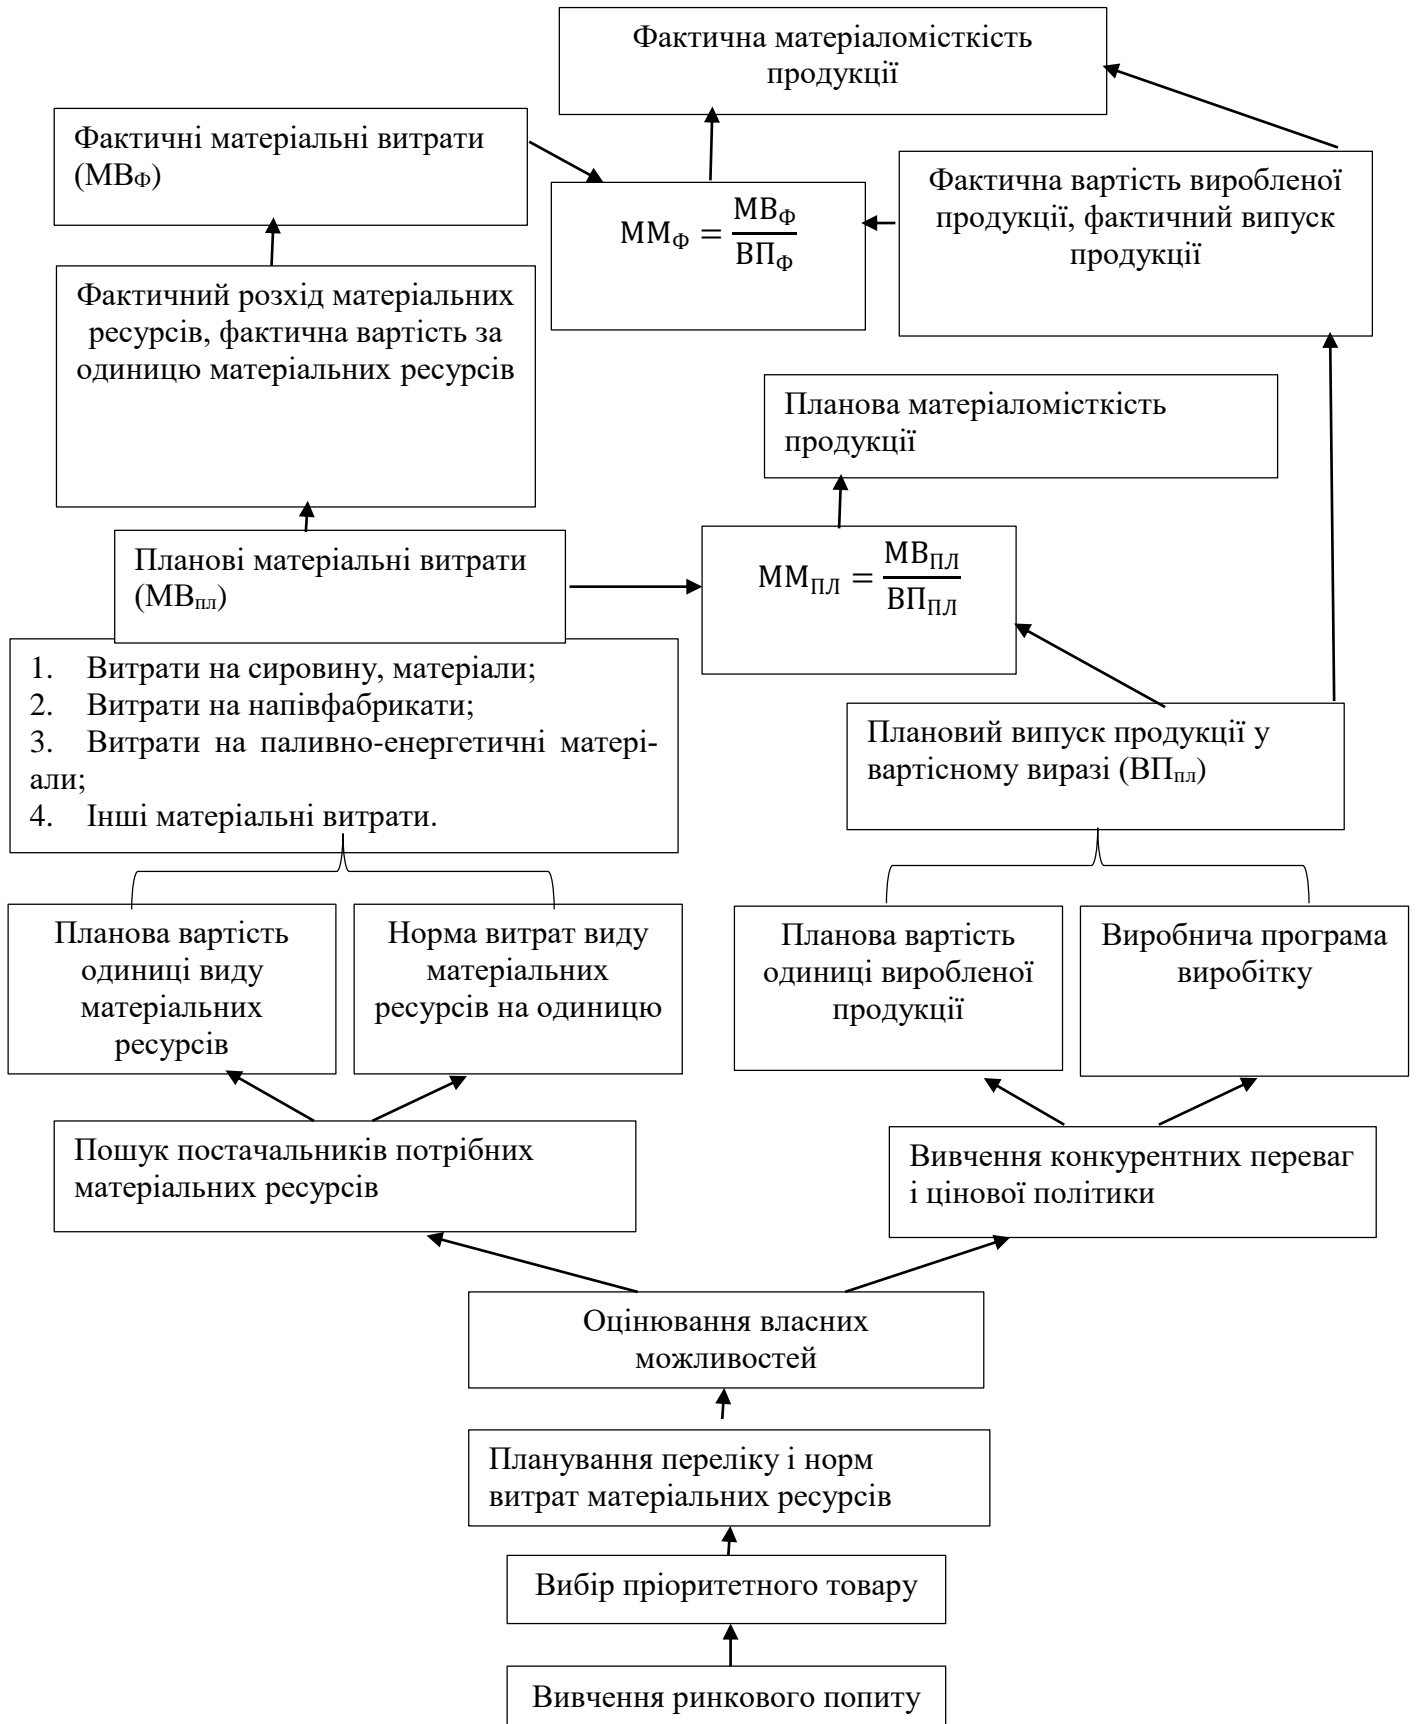 Фактична матеріаломісткість
продукції
Фактичні матеріальні витрати
(МВФ)
ММФ = МВФ / ВПФ
Фактична вартість виробленої
продукції, фактичний випуск
продукції
Фактичний розхід матеріальних
ресурсів, фактична вартість за
одиницю матеріальних ресурсів
Планова матеріаломісткість
продукції
Планові матеріальні витрати
(МВпл)
ММПЛ = МВПЛ / ВППЛ
1. Витрати на сировину, матеріали;
2. Витрати на напівфабрикати;
3. Витрати на паливно-енергетичні матері-
али;
4. Інші матеріальні витрати.
Плановий випуск продукції у
вартісному виразі (ВПпл)
Планова вартість
одиниці виду
матеріальних
ресурсів
Норма витрат виду
матеріальних
ресурсів на одиницю
Планова вартість
одиниці виробленої
продукції
Виробнича програма
виробітку
Пошук постачальників потрібних
матеріальних ресурсів
Вивчення конкурентних переваг
і цінової політики
Оцінювання власних
можливостей
Планування переліку і норм
витрат матеріальних ресурсів
Вибір пріоритетного товару
Вивчення ринкового попиту